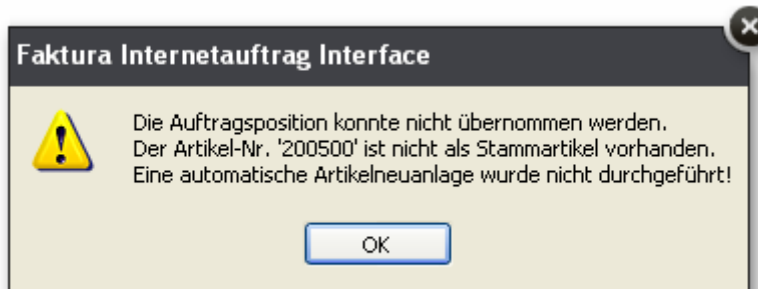 Faktura Internetauftrag Interface
Die Auftragsposition konnte nicht übernommen werden.
Der Artikel-Nr. '200500' ist nicht als Stammartikel vorhanden.
Eine automatische Artikelneuanlage wurde nicht durchgeführt!
OK